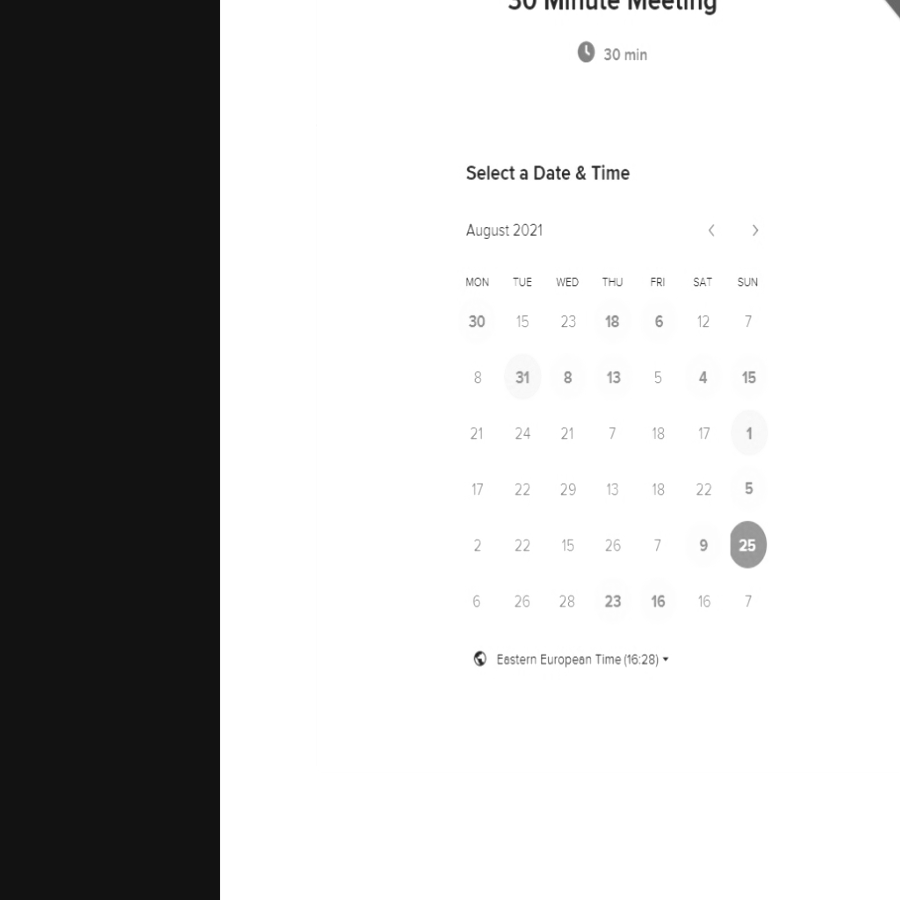 30 Minute Meeting
30 min
Select a Date & Time
August 2021
MON TUE WED THU FRI SAT SUN
30 15 23 18 6 12 7
8 31 8 13 5 4 15
21 24 21 7 18 17 1
17 22 29 13 18 22 5
2 22 15 26 7 9 25
6 26 28 23 16 16 7
Eastern European Time (16:28)